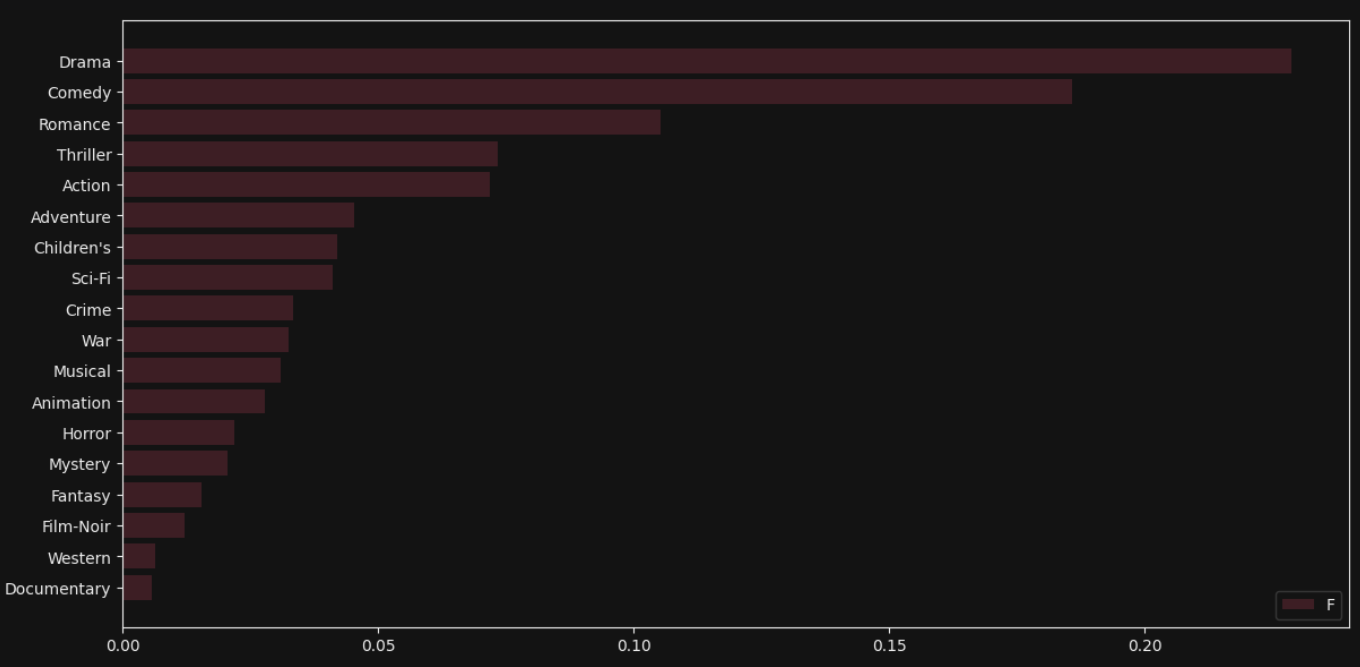 Drama
Comedy
Romance
Thriller
Action
Adventure
Children's
Sci-Fi
Crime
War
Musical
Animation
Horror
Mystery
Fantasy
Film-Noir
Western
Documentary
F
0.00 0.05 0.10 0.15 0.20